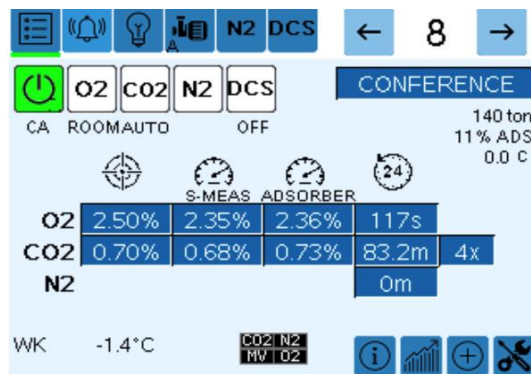 A N2 DCS 8
O2 CO2 N2 DCS CONFERENCE
CA ROOM AUTO OFF 140 ton
11% ADS
0.0 C
24
S-MEAS ADSORBER
O2 2.50% 2.35% 2.36% 117s
CO2 0.70% 0.68% 0.73% 83.2m 4x
N2 0m
WK -1.4°C CO2 N2
MV O2